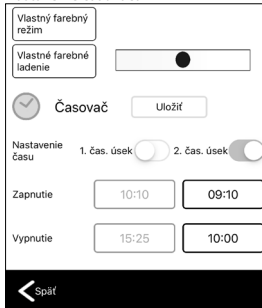 Vlastný farebný
režim
Vlastné farebné
ladenie
Časovač
Uložiť
Nastavenie
času
1. čas. úsek
2. čas. úsek
Zapnutie
10:10
09:10
Vypnutie
15:25
10:00
Späť